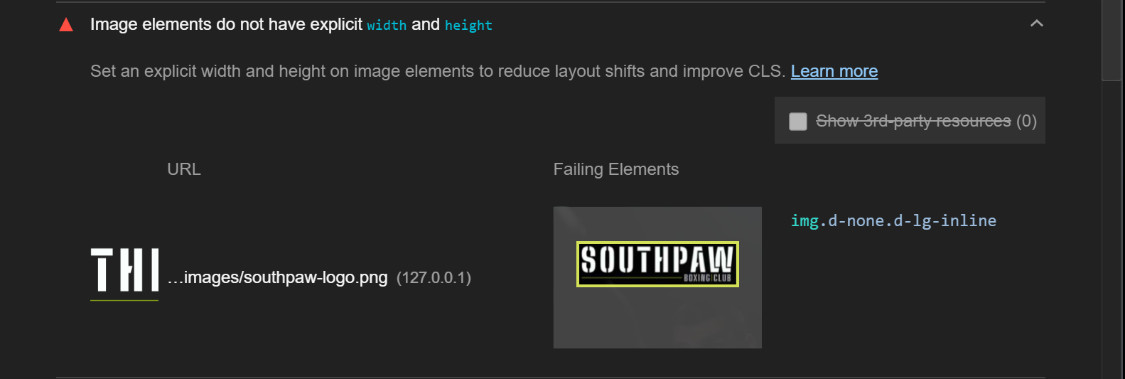 Image elements do not have explicit width and height
Set an explicit width and height on image elements to reduce layout shifts and improve CLS. Learn more
Show 3rd-party resources (0)
URL
Failing Elements
THI
…images/southpaw-logo.png (127.0.0.1)
SOUTHPAW
BOXING CLUB
img.d-none.d-lg-inline